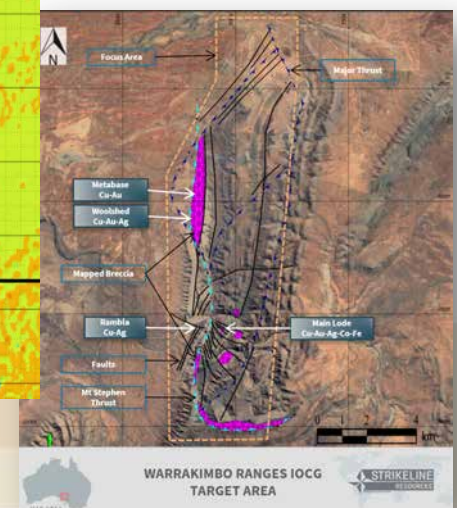 N
Focus Area
Major Thrust
Metabase
Cu-Au
Woolshed
Cu-Au-Ag
Mapped Breccia
Rambla
Cu-Ag
Main Lode
Cu-Au-Ag-Co-Fe
Faults
Mt Stephen
Thrust
0 1 2 3 4
km
WARRAKIMBO RANGES IOCG
TARGET AREA
STRIKELINE
RESOURCES